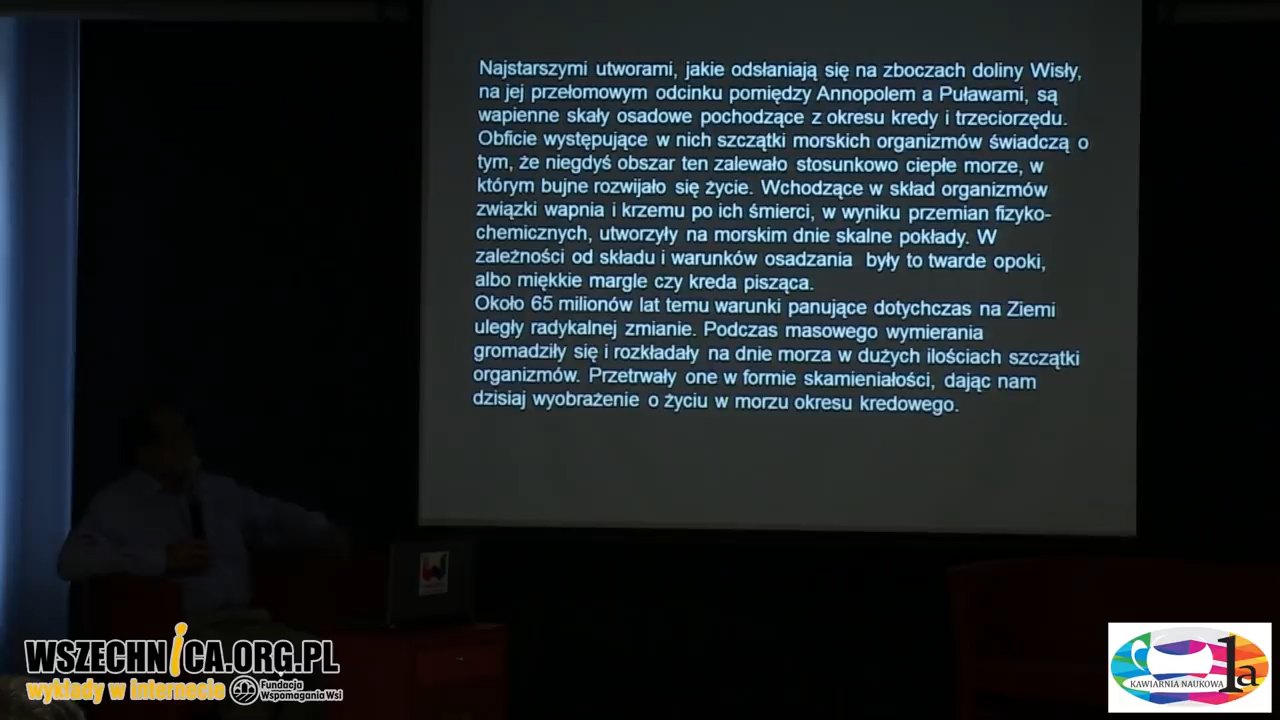 Najstarszymi utworami, jakie odsłaniają się na zboczach doliny Wisły,
na jej przełomowym odcinku pomiędzy Annopolem a Puławami, są
wapienne skały osadowe pochodzące z okresu kredy i trzeciorzędu.
Obficie występujące w nich szczątki morskich organizmów świadczą o
tym, że niegdyś obszar ten zalewało stosunkowo ciepłe morze, w
którym bujne rozwijało się życie. Wchodzące w skład organizmów
związki wapnia i krzemu po ich śmierci, w wyniku przemian fizyko-
chemicznych, utworzyły na morskim dnie skalne pokłady. W
zależności od składu i warunków osadzania były to twarde opoki,
albo miękkie margle czy kreda pisząca.
Około 65 milionów lat temu warunki panujące dotychczas na Ziemi
uległy radykalnej zmianie. Podczas masowego wymierania
gromadziły się i rozkładały na dnie morza w dużych ilościach szczątki
organizmów. Przetrwały one w formie skamieniałości, dając nam
dzisiaj wyobrażenie o życiu w morzu okresu kredowego.
WSZECHNICA.ORG.PL
wykłady w internecie
Fundacja
Wspomagania Wsi
KAWIARNIA NAUKOWA 1a